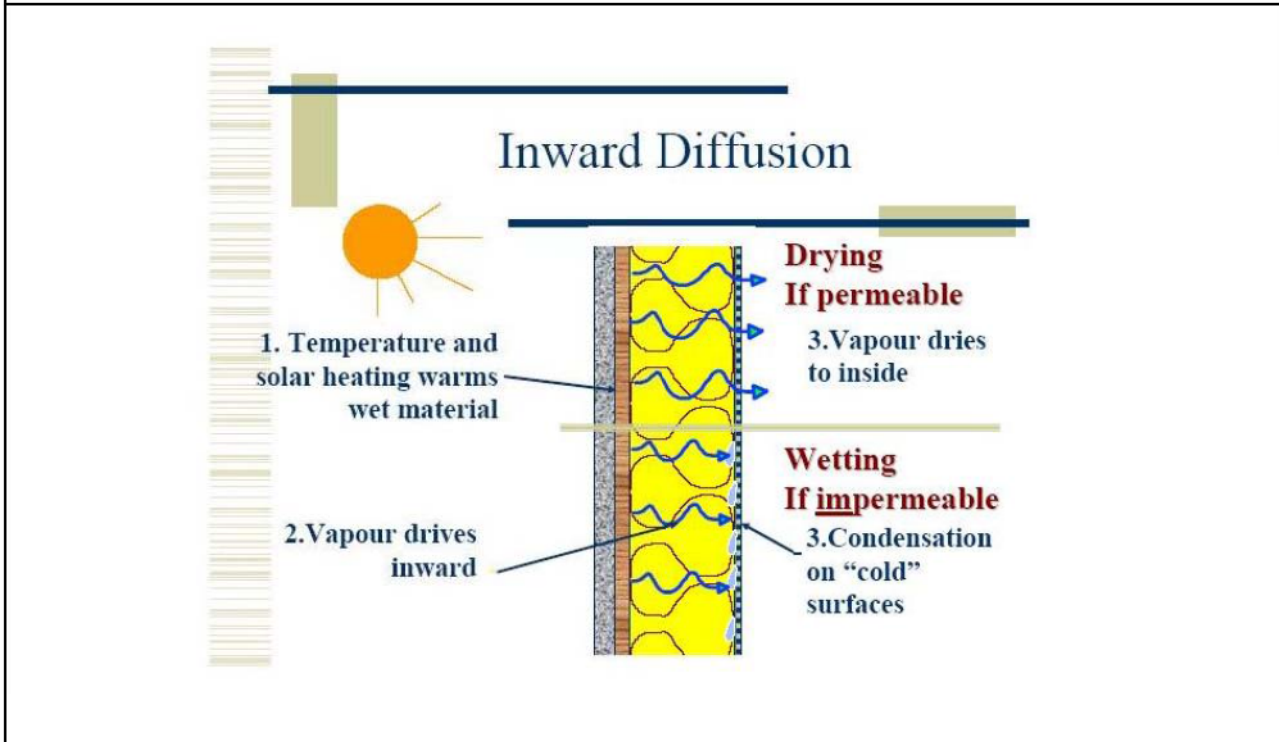 Inward Diffusion
1. Temperature and
solar heating warms
wet material
2.Vapour drives
inward
Drying
If permeable
3.Vapour dries
to inside
Wetting
If impermeable
3.Condensation
on “cold”
surfaces